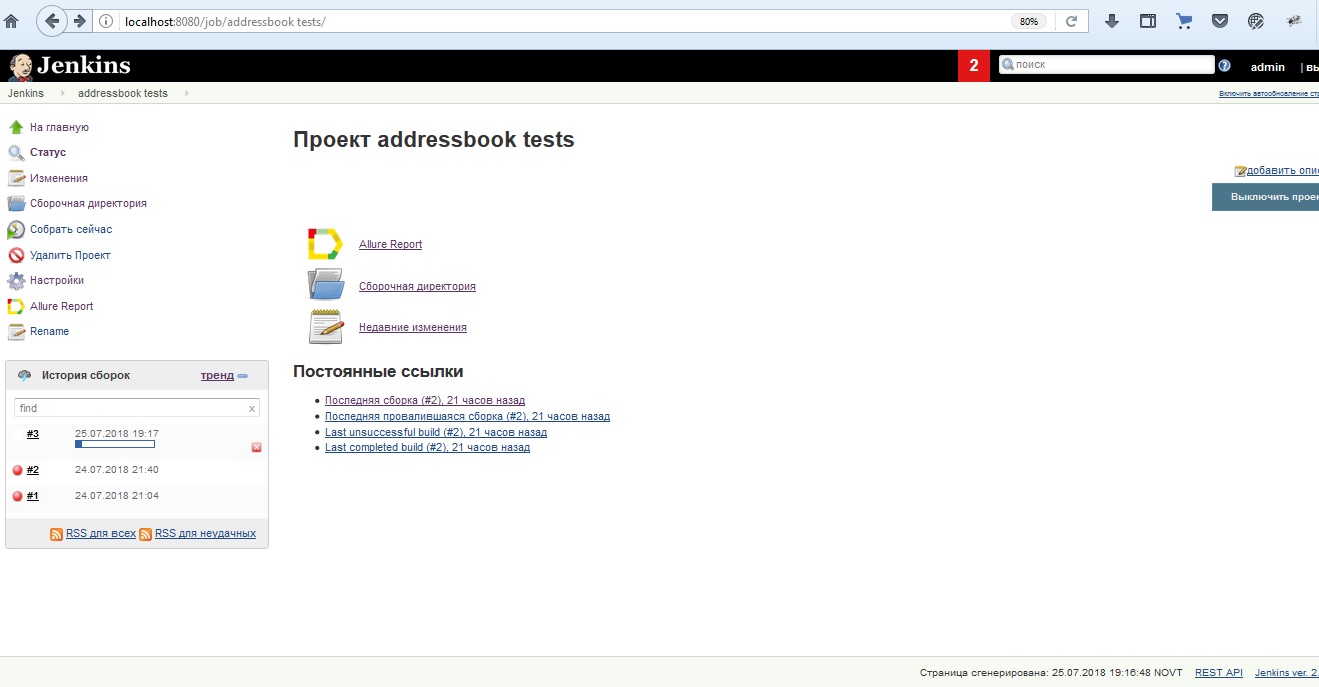 localhost:8080/job/addressbook tests/
80%
Jenkins
2
поиск
admin
| вы
Jenkins
addressbook tests
Включить автообновление стр
На главную
Статус
Изменения
Сборочная директория
Собрать сейчас
Удалить Проект
Настройки
Allure Report
Rename
История сборок
тренд
find
x
#3
25.07.2018 19:17
#2
24.07.2018 21:40
#1
24.07.2018 21:04
RSS для всех
RSS для неудачных
Проект addressbook tests
добавить опи
Выключить проек
Allure Report
Сборочная директория
Недавние изменения
Постоянные ссылки
Последняя сборка (#2), 21 часов назад
Последняя провалившаяся сборка (#2), 21 часов назад
Last unsuccessful build (#2), 21 часов назад
Last completed build (#2), 21 часов назад
Страница сгенерирована: 25.07.2018 19:16:48 NOVT
REST API
Jenkins ver. 2.